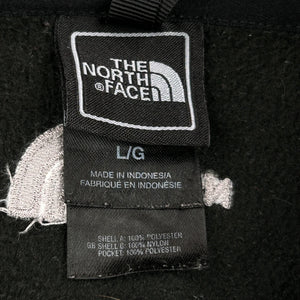 THE
NORTH
®FACE
L/G
MADE IN INDONESIA
FABRIQUÉ EN INDONÉSIE
SHELL A: 100% POLYESTER
SHELL B: 100% NYLON
POCKET: 100% POLYESTER